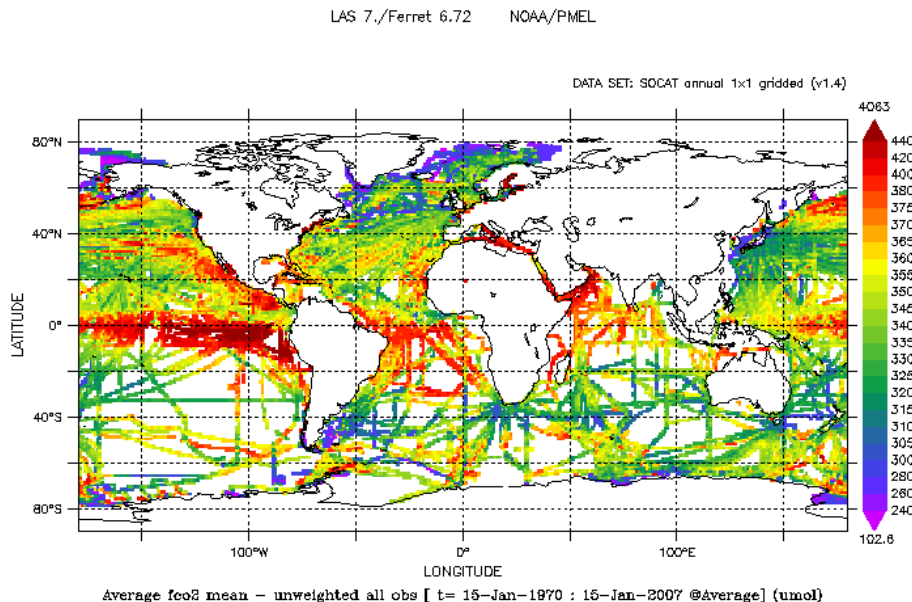 LAS 7./Ferret 6.72 NOAA/PMEL
DATA SET: SOCAT annual 1x1 gridded (v1.4)
4063
80°N
40°N
0°
40°S
80°S
LATITUDE
100°W 0° 100°E
LONGITUDE
440
420
400
390
380
375
370
365
360
355
350
345
340
335
330
325
320
310
300
290
280
260
240
102.6
Average fco2 mean - unweighted all obs [ t= 15-Jan-1970 : 15-Jan-2007 @Average] (umol)